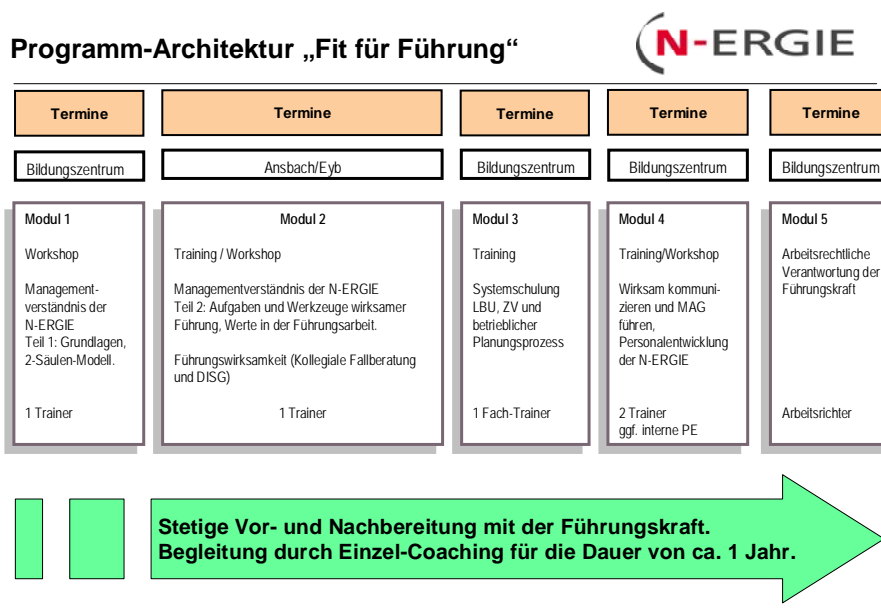 Programm-Architektur „Fit für Führung“
N-ERGIE
Termine
Termine
Termine
Termine
Termine
Bildungszentrum
Ansbach/Eyb
Bildungszentrum
Bildungszentrum
Bildungszentrum
Modul 1
Workshop
Management-
verständnis der
N-ERGIE
Teil 1: Grundlagen,
2-Säulen-Modell.
1 Trainer
Modul 2
Training / Workshop
Managementverständnis der N-ERGIE
Teil 2: Aufgaben und Werkzeuge wirksamer
Führung, Werte in der Führungsarbeit.
Führungswirksamkeit (Kollegiale Fallberatung
und DISG)
1 Trainer
Modul 3
Training
Systemschulung
LBU, ZV und
betrieblicher
Planungsprozess
1 Fach-Trainer
Modul 4
Training/Workshop
Wirksam kommuni-
zieren und MAG
führen,
Personalentwicklung
der N-ERGIE
2 Trainer
ggf. interne PE
Modul 5
Arbeitsrechtliche
Verantwortung der
Führungskraft
Arbeitsrichter
Stetige Vor- und Nachbereitung mit der Führungskraft.
Begleitung durch Einzel-Coaching für die Dauer von ca. 1 Jahr.